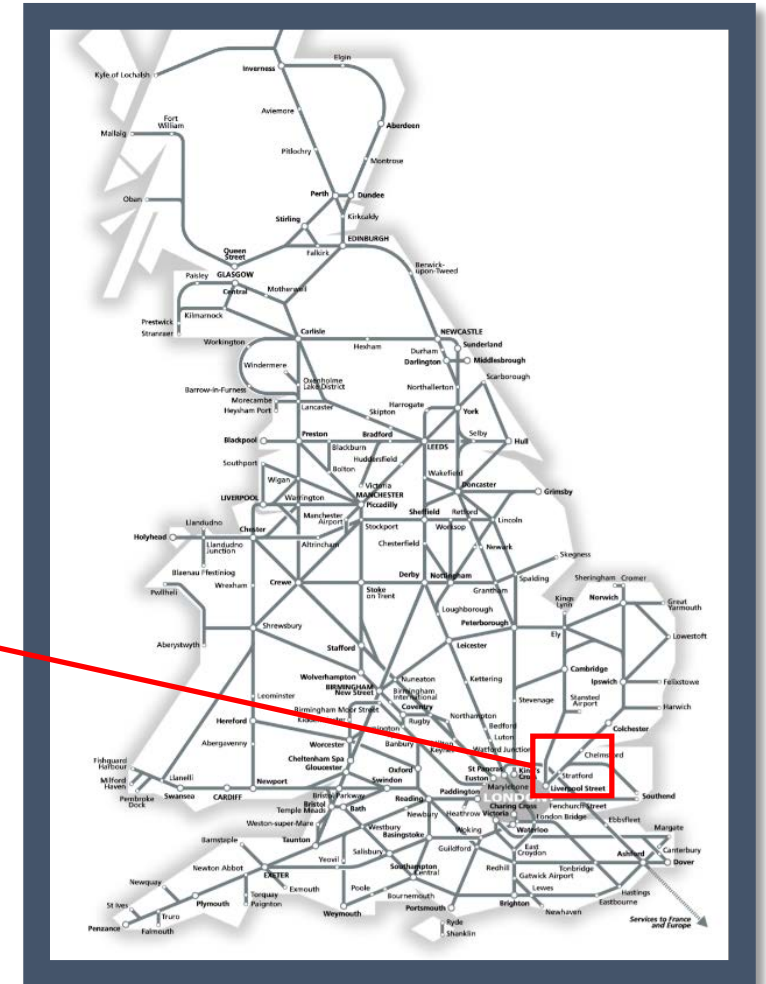 Elgin
Inverness
Kyle of Lochalsh
Aviemore
Fort
William
Mallaig
Aberdeen
Pitlochry
Montrose
Perth
Dundee
Oban
Stirling
Kirkcaldy
EDINBURGH
Queen
Street
Falkirk
Berwick-
upon-Tweed
Paisley
GLASGOW
Central
Motherwell
Kilmarnock
Prestwick
Stranraer
Carlisle
NEWCASTLE
Workington
Hexham
Sunderland
Durham
Darlington
Middlesbrough
Windermere
Scarborough
Oxenholme
Lake District
Northallerton
Barrow-in-Furness
Morecambe
Heysham Port
Lancaster
Harrogate
Skipton
York
Blackpool
Preston
Bradford
Selby
Hull
Blackburn
LEEDS
Huddersfield
Southport
Bolton
Wakefield
Wigan
Victoria
Doncaster
LIVERPOOL
Warrington
MANCHESTER
Piccadilly
Grimsby
Manchester
Airport
Sheffield
Retford
Llandudno
Chester
Stockport
Worksop
Lincoln
Holyhead
Llandudno
Junction
Altrincham
Chesterfield
Newark
Skegness
Blaenau Ffestiniog
Wrexham
Crewe
Stoke
on Trent
Derby
Nottingham
Grantham
Spalding
Sheringham
Cromer
Pwllheli
Kings
Lynn
Norwich
Great
Yarmouth
Loughborough
Peterborough
Shrewsbury
Ely
Lowestoft
Aberystwyth
Stafford
Leicester
Wolverhampton
Nuneaton
Kettering
Cambridge
BIRMINGHAM
New Street
Birmingham
International
Ipswich
Felixstowe
Leominster
Stevenage
Stansted
Airport
Birmingham Moor Street
Coventry
Harwich
Hereford
Rugby
Northampton
Colchester
Bedford
Worcester
Banbury
Luton
Abergavenny
Watford Junction
Chelmsford
Cheltenham Spa
Gloucester
Oxford
St Pancras
King's
Cross
Stratford
Fishguard
Harbour
Euston
Llanelli
Swindon
Marylebone
Liverpool Street
Milford
Haven
Newport
Bristol Parkway
Paddington
LONDON
Southend
Pembroke
Dock
Swansea
CARDIFF
Bristol
Temple Meads
Bath
Reading
Charing Cross
Fenchurch Street
Newbury
Heathrow
Victoria
London Bridge
Ebbsfleet
Weston-super-Mare
Westbury
Basingstoke
Woking
Waterloo
Margate
Barnstaple
Taunton
Salisbury
Guildford
East
Croydon
Canterbury
Yeovil
Ashford
Dover
Newton Abbot
Southampton
Central
Redhill
Tonbridge
EXETER
Gatwick Airport
Newquay
Exmouth
Poole
Lewes
Hastings
St Ives
Plymouth
Torquay
Paignton
Bournemouth
Eastbourne
Truro
Weymouth
Portsmouth
Brighton
Newhaven
Penzance
Falmouth
Ryde
Shanklin
Services to France
and Europe